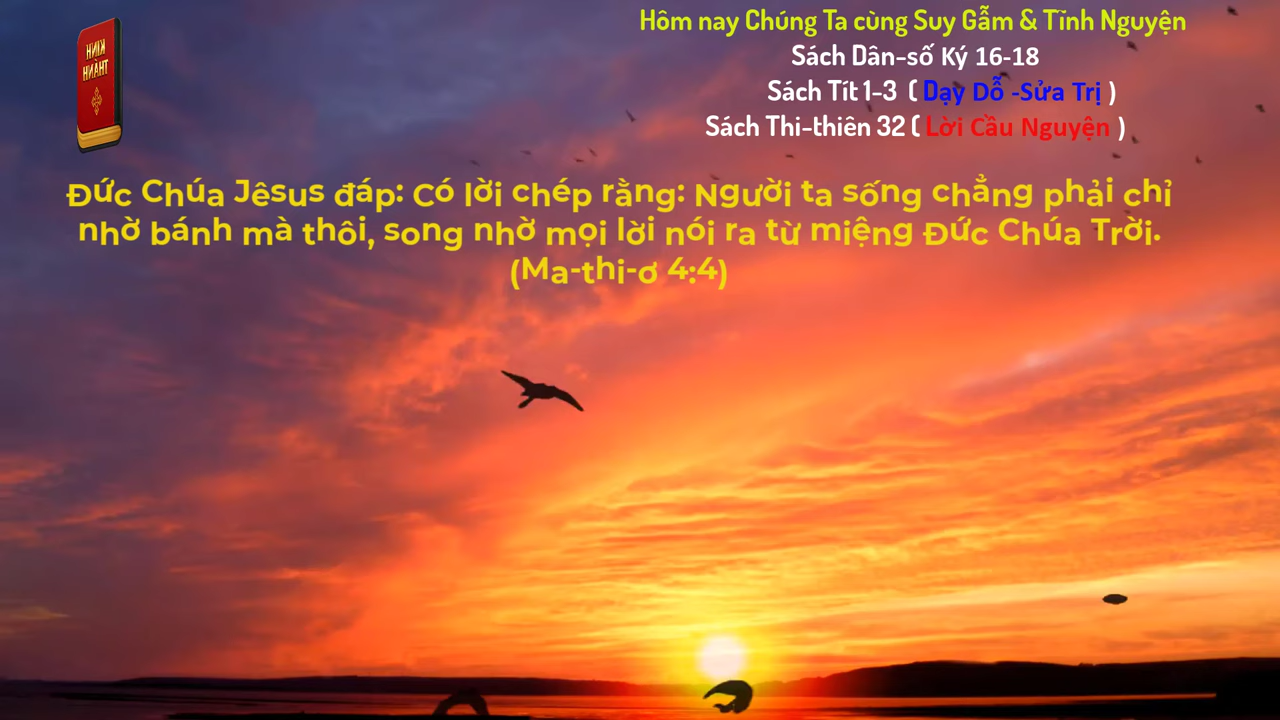 KINH
THÁNH
Hôm nay Chúng Ta cùng Suy Gẫm & Tĩnh Nguyện
Sách Dân-số Ký 16-18
Sách Tít 1-3 ( Dạy Dỗ -Sửa Trị )
Sách Thi-thiên 32 ( Lời Cầu Nguyện )
Đức Chúa Jêsus đáp: Có lời chép rằng: Người ta sống chẳng phải chỉ
nhờ bánh mà thôi, song nhờ mọi lời nói ra từ miệng Đức Chúa Trời.
(Ma-thi-ơ 4:4)